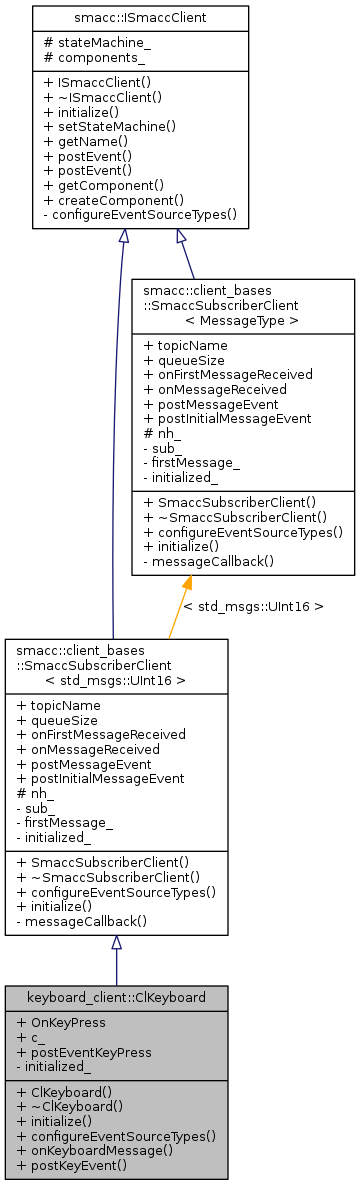 smacc::ISmaccClient
# stateMachine_
# components_
+ ISmaccClient()
+ ~ISmaccClient()
+ initialize()
+ setStateMachine()
+ getName()
+ postEvent()
+ postEvent()
+ getComponent()
+ createComponent()
- configureEventSourceTypes()
smacc::client_bases
::SmaccSubscriberClient
< MessageType >
+ topicName
+ queueSize
+ onFirstMessageReceived
+ onMessageReceived
+ postMessageEvent
+ postInitialMessageEvent
# nh_
- sub_
- firstMessage_
- initialized_
+ SmaccSubscriberClient()
+ ~SmaccSubscriberClient()
+ configureEventSourceTypes()
+ initialize()
- messageCallback()
< std_msgs::UInt16 >
smacc::client_bases
::SmaccSubscriberClient
< std_msgs::UInt16 >
+ topicName
+ queueSize
+ onFirstMessageReceived
+ onMessageReceived
+ postMessageEvent
+ postInitialMessageEvent
# nh_
- sub_
- firstMessage_
- initialized_
+ SmaccSubscriberClient()
+ ~SmaccSubscriberClient()
+ configureEventSourceTypes()
+ initialize()
- messageCallback()
keyboard_client::ClKeyboard
+ OnKeyPress
+ c_
+ postEventKeyPress
- initialized_
+ ClKeyboard()
+ ~ClKeyboard()
+ initialize()
+ configureEventSourceTypes()
+ onKeyboardMessage()
+ postKeyEvent()